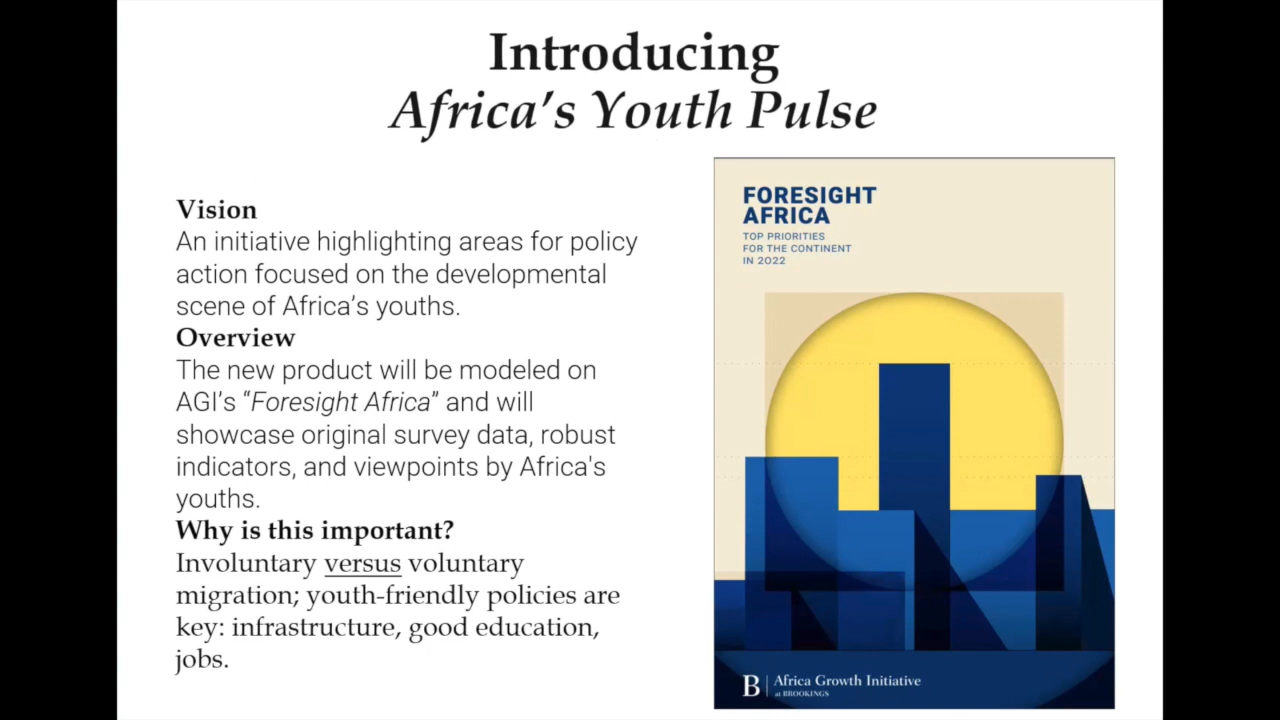 Introducing
Africa’s Youth Pulse
Vision
An initiative highlighting areas for policy
action focused on the developmental
scene of Africa’s youths.
Overview
The new product will be modeled on
AGI’s “Foresight Africa” and will
showcase original survey data, robust
indicators, and viewpoints by Africa's
youths.
Why is this important?
Involuntary versus voluntary
migration; youth-friendly policies are
key: infrastructure, good education,
jobs.
FORESIGHT
AFRICA
TOP PRIORITIES
FOR THE CONTINENT
IN 2022
B | Africa Growth Initiative
at BROOKINGS